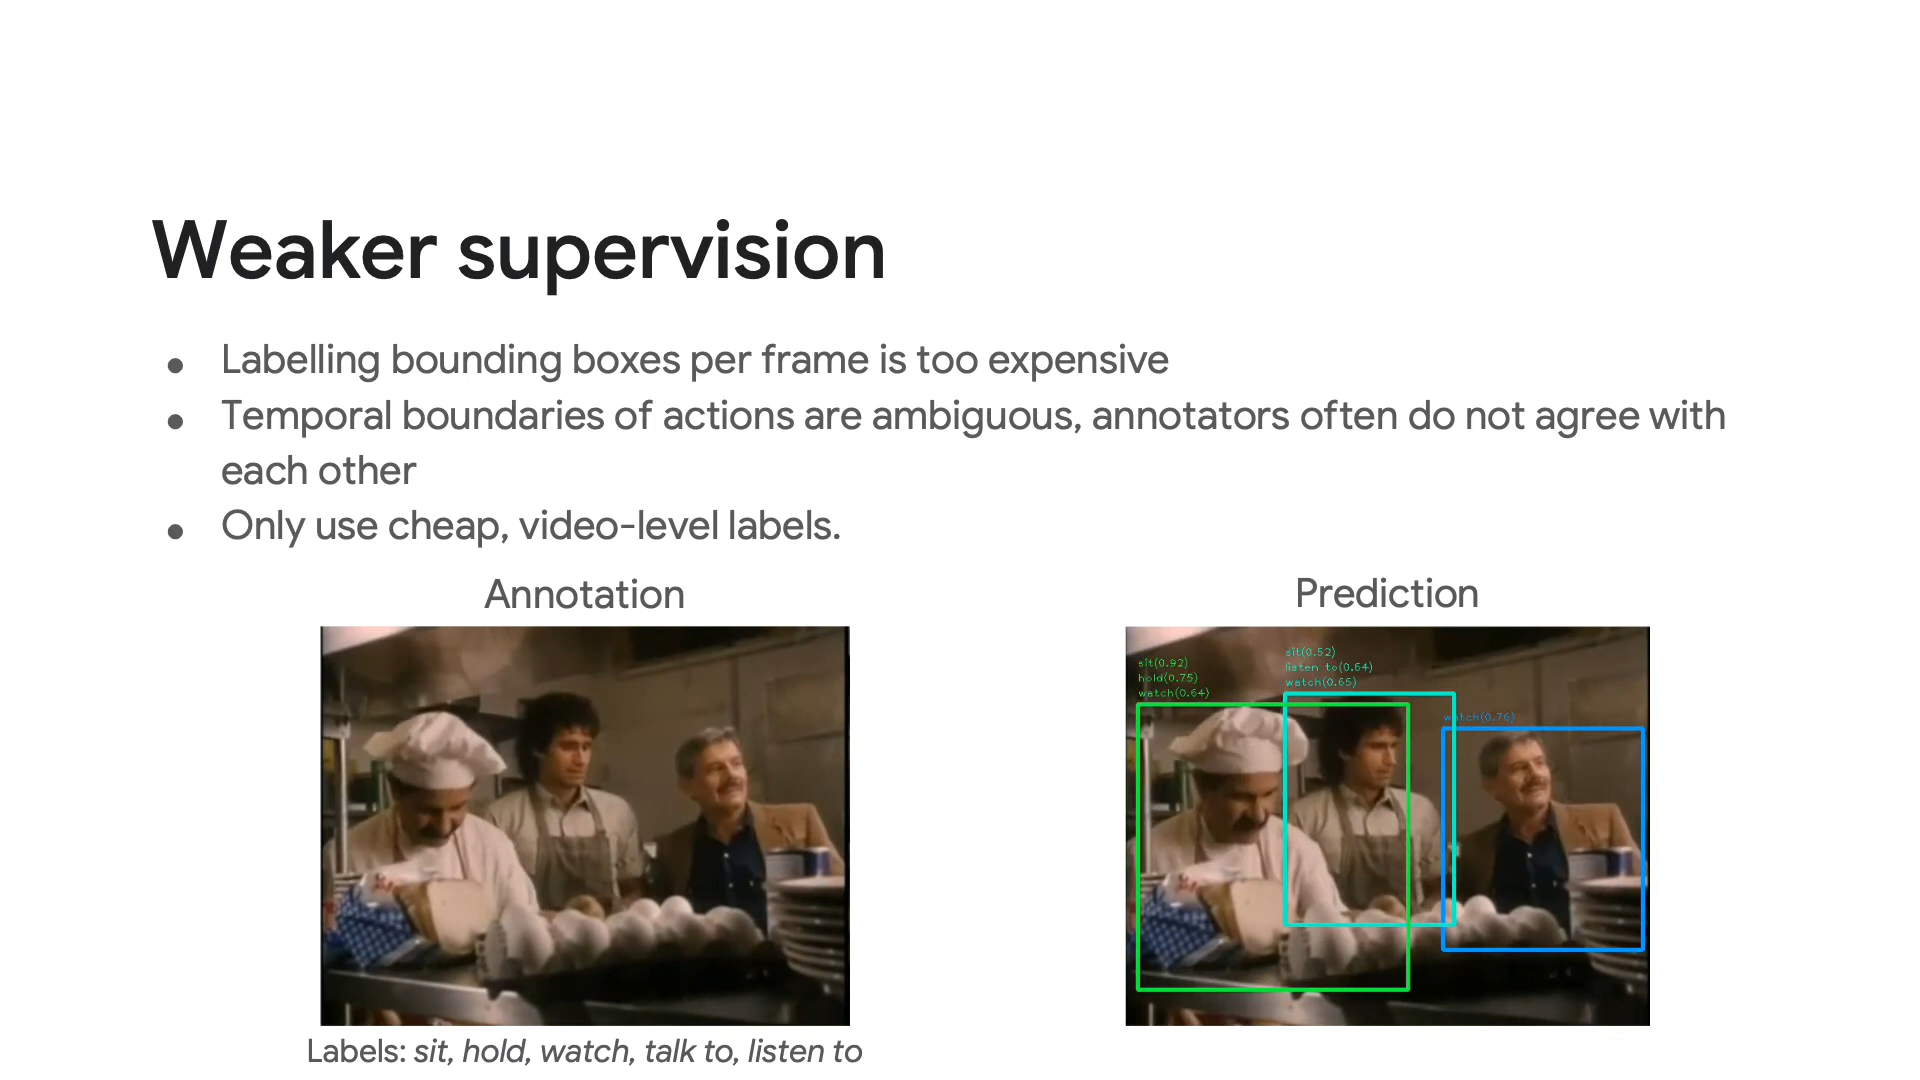 Weaker supervision
● Labelling bounding boxes per frame is too expensive
● Temporal boundaries of actions are ambiguous, annotators often do not agree with
each other
● Only use cheap, video-level labels.
Annotation
Prediction
sit(0.92)
hold(0.75)
watch(0.64)
sit(0.52)
listen to(0.64)
watch(0.65)
watch(0.76)
Labels: sit, hold, watch, talk to, listen to